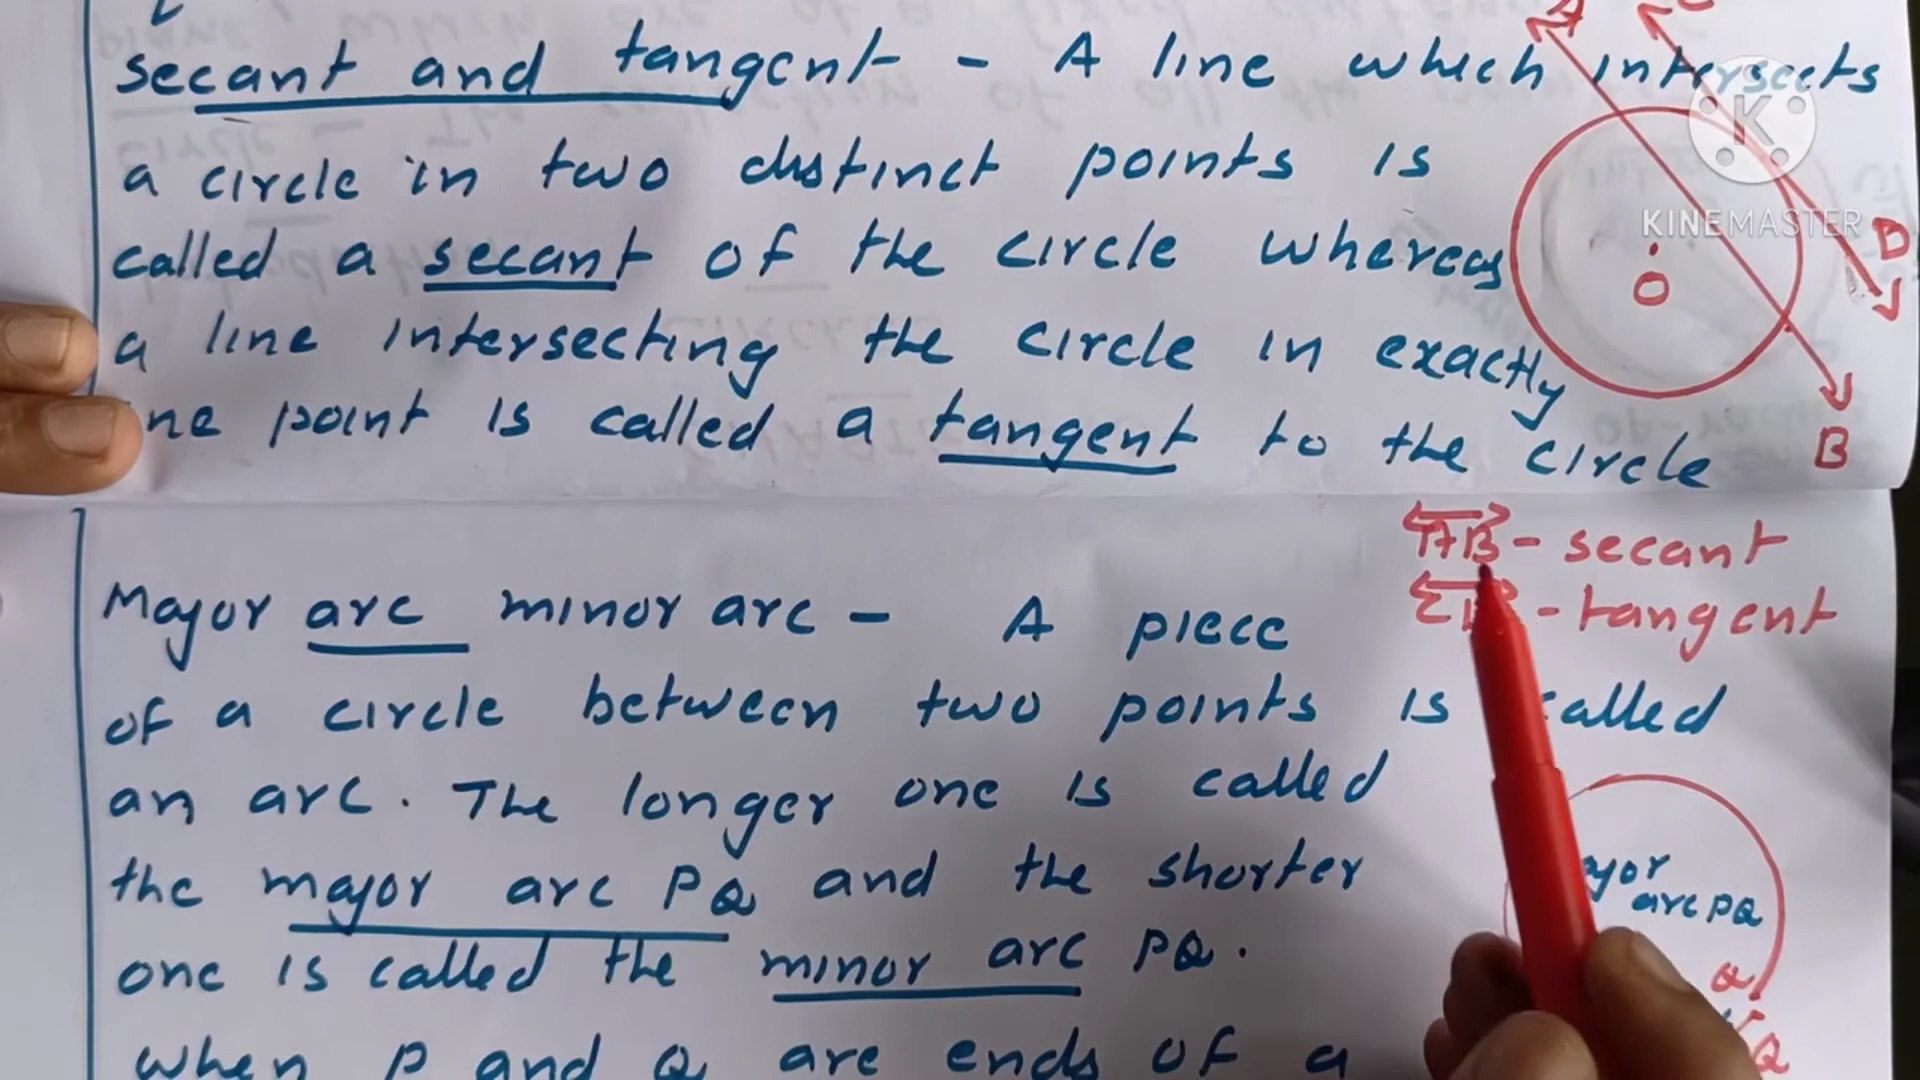 secant and tangent - A line which intersects
a circle in two distinct points is
called a secant of the circle whereas
a line intersecting the circle in exactly
ne point is called a tangent to the circle
A
D
O
B
KINEMASTER
AB - secant
- tangent
Major arc minor arc - A piece
of a circle between two points is called
an arc. The longer one is called
the major arc PQ and the shorter
one is called the minor arc PQ.
when P and Q are ends of a
ajor
arc PQ
Q
Q